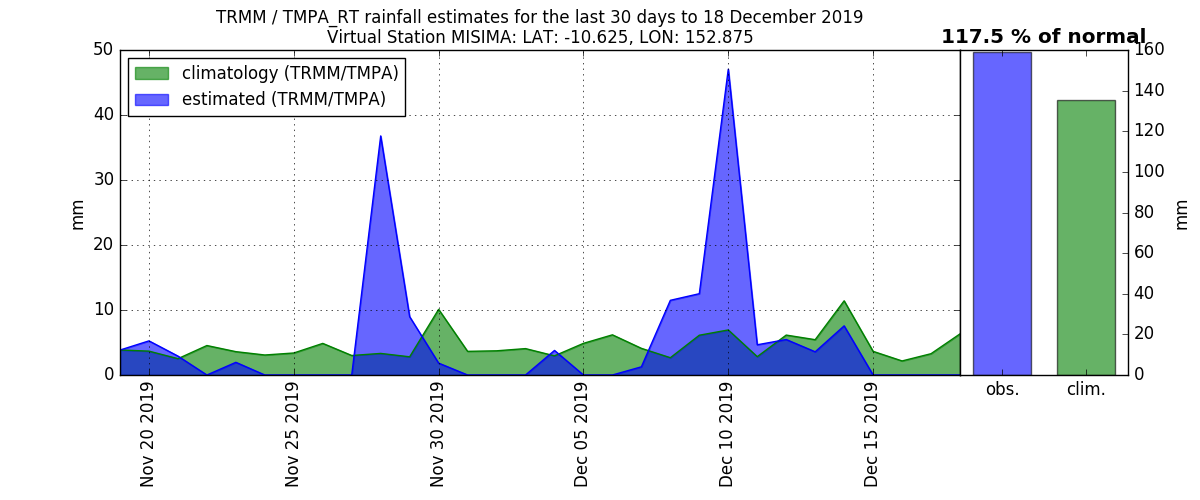 TRMM / TMPA_RT rainfall estimates for the last 30 days to 18 December 2019
Virtual Station MISIMA: LAT: -10.625, LON: 152.875
117.5 % of normal
climatology (TRMM/TMPA)
estimated (TRMM/TMPA)
50
40
30
20
10
0
mm
Nov 20 2019
Nov 25 2019
Nov 30 2019
Dec 05 2019
Dec 10 2019
Dec 15 2019
obs.
clim.
160
140
120
100
80
60
40
20
0
mm